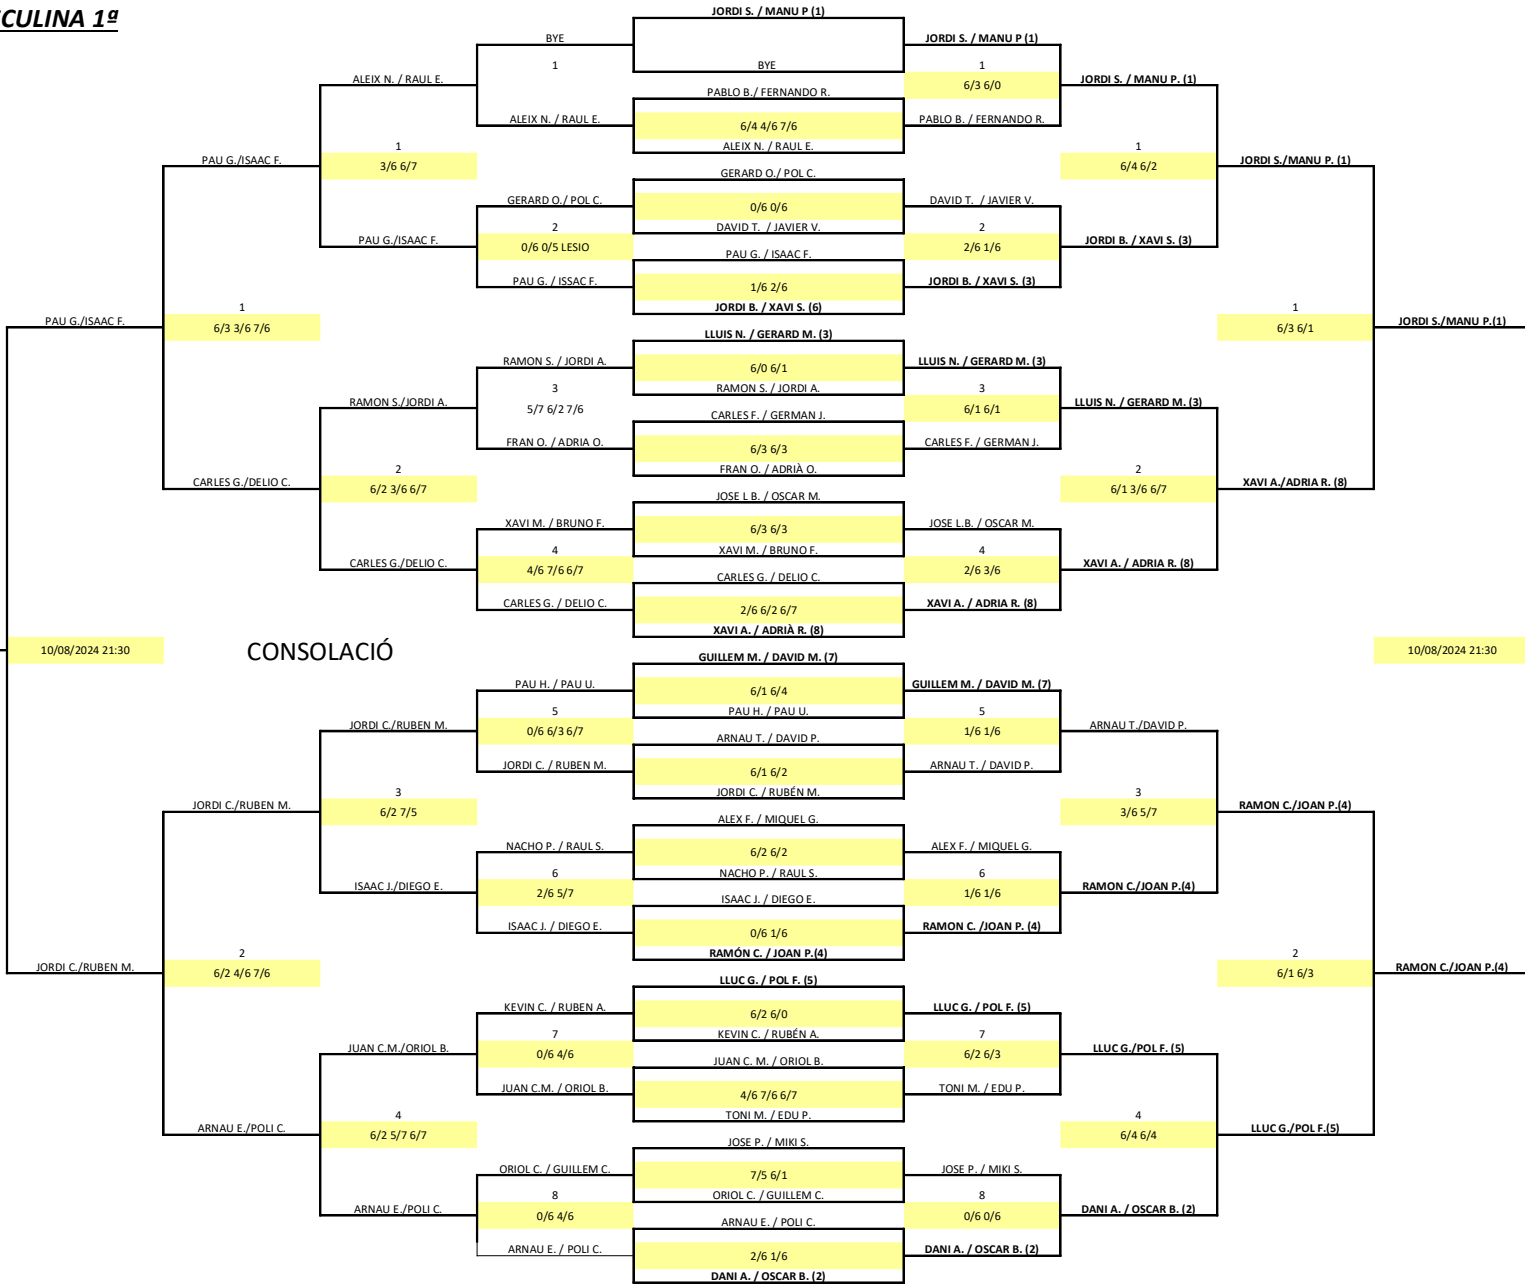 CULINA 1ª
JORDI S. / MANU P (1)
BYE
JORDI S. / MANU P (1)
1
BYE
1
ALEIX N. / RAUL E.
6/3 6/0
JORDI S. / MANU P. (1)
PABLO B./ FERNANDO R.
ALEIX N. / RAUL E.
6/4 4/6 7/6
PABLO B. / FERNANDO R.
ALEIX N. / RAUL E.
1
1
PAU G./ISAAC F.
3/6 6/7
6/4 6/2
JORDI S./MANU P. (1)
GERARD O./ POL C.
GERARD O./ POL C.
0/6 0/6
DAVID T. / JAVIER V.
2
DAVID T. / JAVIER V.
2
PAU G./ISAAC F.
0/6 0/5 LESIO
2/6 1/6
JORDI B. / XAVI S. (3)
PAU G. / ISAAC F.
PAU G. / ISSAC F.
1/6 2/6
JORDI B. / XAVI S. (3)
JORDI B. / XAVI S. (6)
1
1
PAU G./ISAAC F.
6/3 3/6 7/6
6/3 6/1
JORDI S./MANU P.(1)
LLUIS N. / GERARD M. (3)
RAMON S. / JORDI A.
6/0 6/1
LLUIS N. / GERARD M. (3)
3
RAMON S. / JORDI A.
3
RAMON S./JORDI A.
5/7 6/2 7/6
6/1 6/1
LLUIS N. / GERARD M. (3)
CARLES F. / GERMAN J.
FRAN O. / ADRIA O.
6/3 6/3
CARLES F. / GERMAN J.
FRAN O. / ADRIÀ O.
2
2
CARLES G./DELIO C.
6/2 3/6 6/7
6/1 3/6 6/7
XAVI A./ADRIA R. (8)
JOSE L B. / OSCAR M.
XAVI M. / BRUNO F.
6/3 6/3
JOSE L.B. / OSCAR M.
4
XAVI M. / BRUNO F.
4
CARLES G./DELIO C.
4/6 7/6 6/7
2/6 3/6
XAVI A. / ADRIA R. (8)
CARLES G. / DELIO C.
CARLES G. / DELIO C.
2/6 6/2 6/7
XAVI A. / ADRIA R. (8)
XAVI A. / ADRIÀ R. (8)
10/08/2024 21:30
CONSOLACIÓ
10/08/2024 21:30
GUILLEM M. / DAVID M. (7)
PAU H. / PAU U.
6/1 6/4
GUILLEM M. / DAVID M. (7)
5
PAU H. / PAU U.
5
JORDI C./RUBEN M.
0/6 6/3 6/7
1/6 1/6
ARNAU T./DAVID P.
ARNAU T. / DAVID P.
JORDI C. / RUBEN M.
6/1 6/2
ARNAU T. / DAVID P.
JORDI C. / RUBÉN M.
3
3
JORDI C./RUBEN M.
6/2 7/5
3/6 5/7
RAMON C./JOAN P.(4)
ALEX F. / MIQUEL G.
NACHO P. / RAUL S.
6/2 6/2
ALEX F. / MIQUEL G.
6
NACHO P. / RAUL S.
6
ISAAC J./DIEGO E.
2/6 5/7
1/6 1/6
RAMON C./JOAN P.(4)
ISAAC J. / DIEGO E.
ISAAC J. / DIEGO E.
0/6 1/6
RAMON C. /JOAN P. (4)
RAMÓN C. / JOAN P.(4)
2
2
JORDI C./RUBEN M.
6/2 4/6 7/6
6/1 6/3
RAMON C./JOAN P.(4)
LLUC G. / POL F. (5)
KEVIN C. / RUBEN A.
6/2 6/0
LLUC G. / POL F. (5)
7
KEVIN C. / RUBÉN A.
7
JUAN C.M./ORIOL B.
0/6 4/6
6/2 6/3
LLUC G./POL F. (5)
JUAN C. M. / ORIOL B.
JUAN C.M. / ORIOL B.
4/6 7/6 6/7
TONI M. / EDU P.
TONI M. / EDU P.
4
4
ARNAU E./POLI C.
6/2 5/7 6/7
6/4 6/4
LLUC G./POL F.(5)
JOSE P. / MIKI S.
ORIOL C. / GUILLEM C.
7/5 6/1
JOSE P. / MIKI S.
8
ORIOL C. / GUILLEM C.
8
ARNAU E./POLI C.
0/6 4/6
0/6 0/6
DANI A. / OSCAR B. (2)
ARNAU E. / POLI C.
ARNAU E. / POLI C.
2/6 1/6
DANI A. / OSCAR B. (2)
DANI A. / OSCAR B. (2)